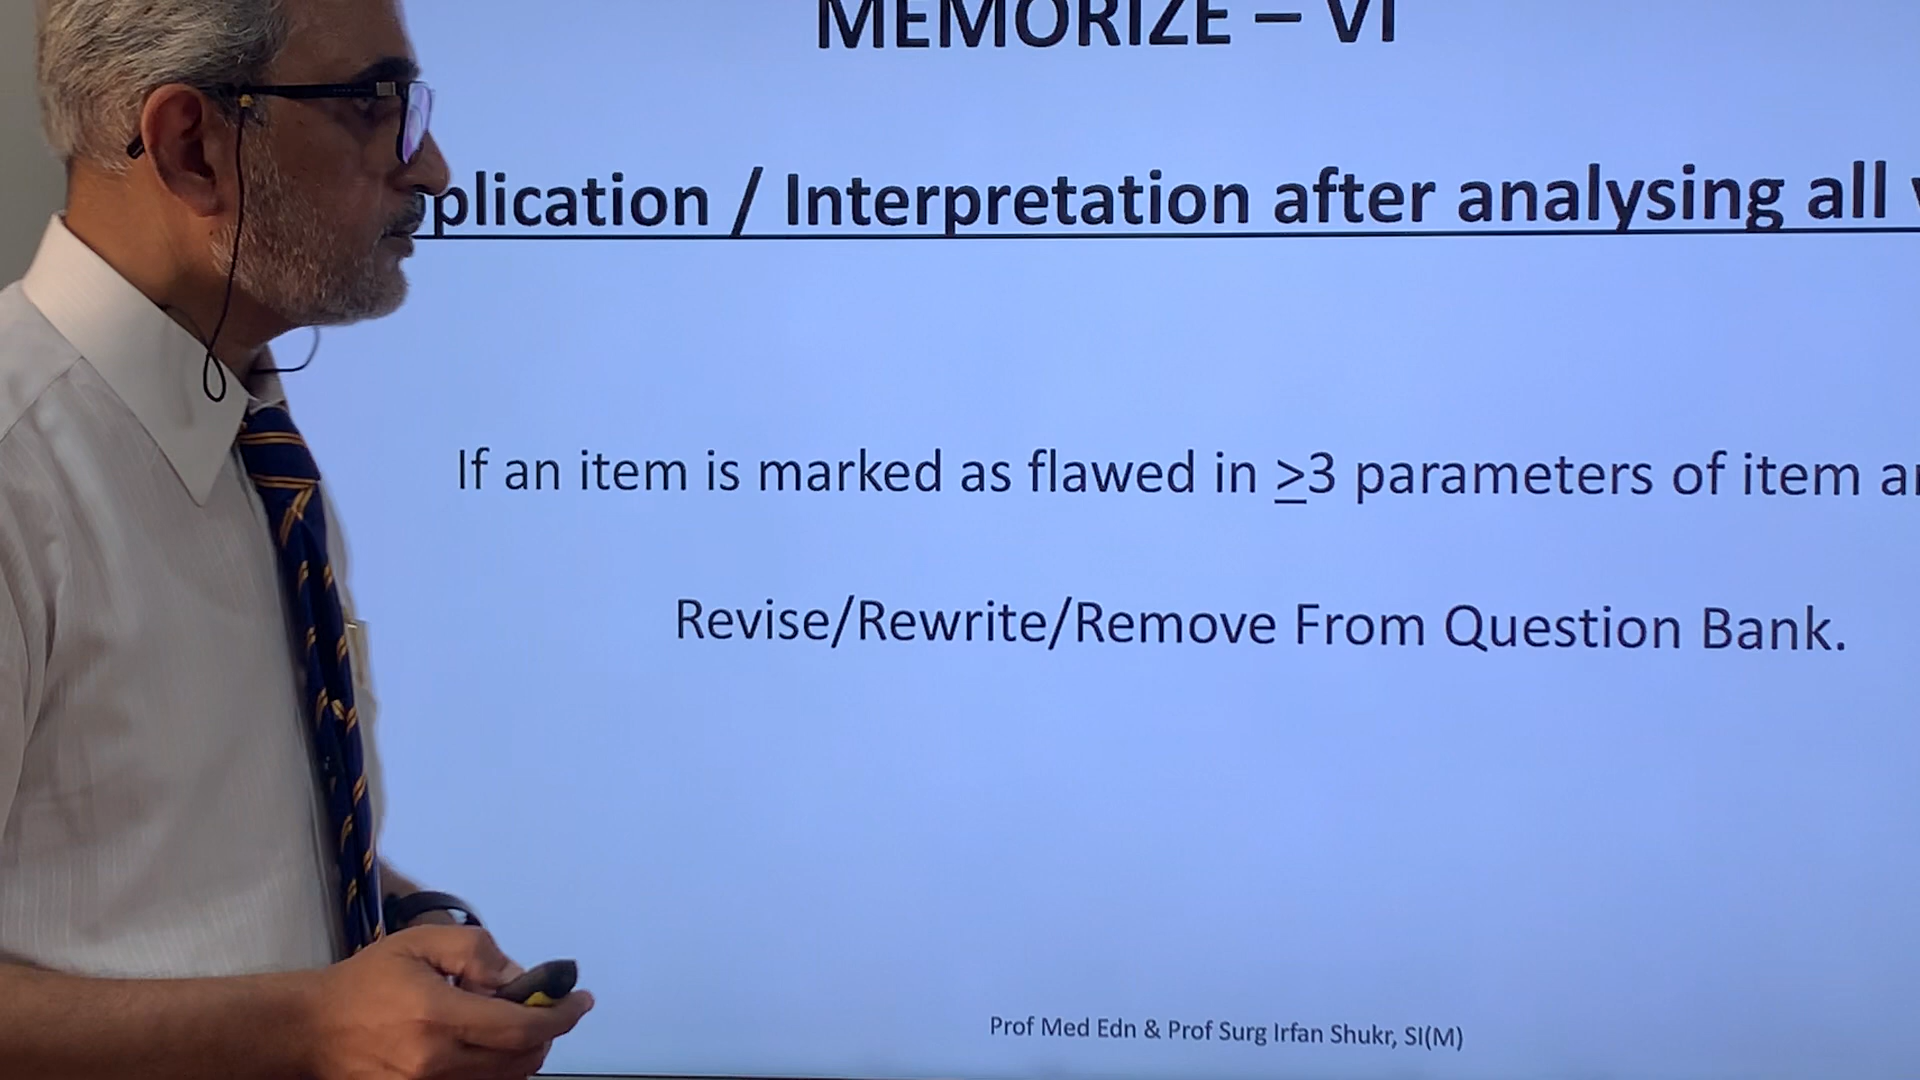 MEMORIZE – VI
plication / Interpretation after analysing all
If an item is marked as flawed in ≥3 parameters of item
Revise/Rewrite/Remove From Question Bank.
Prof Med Edn & Prof Surg Irfan Shukr, SI(M)